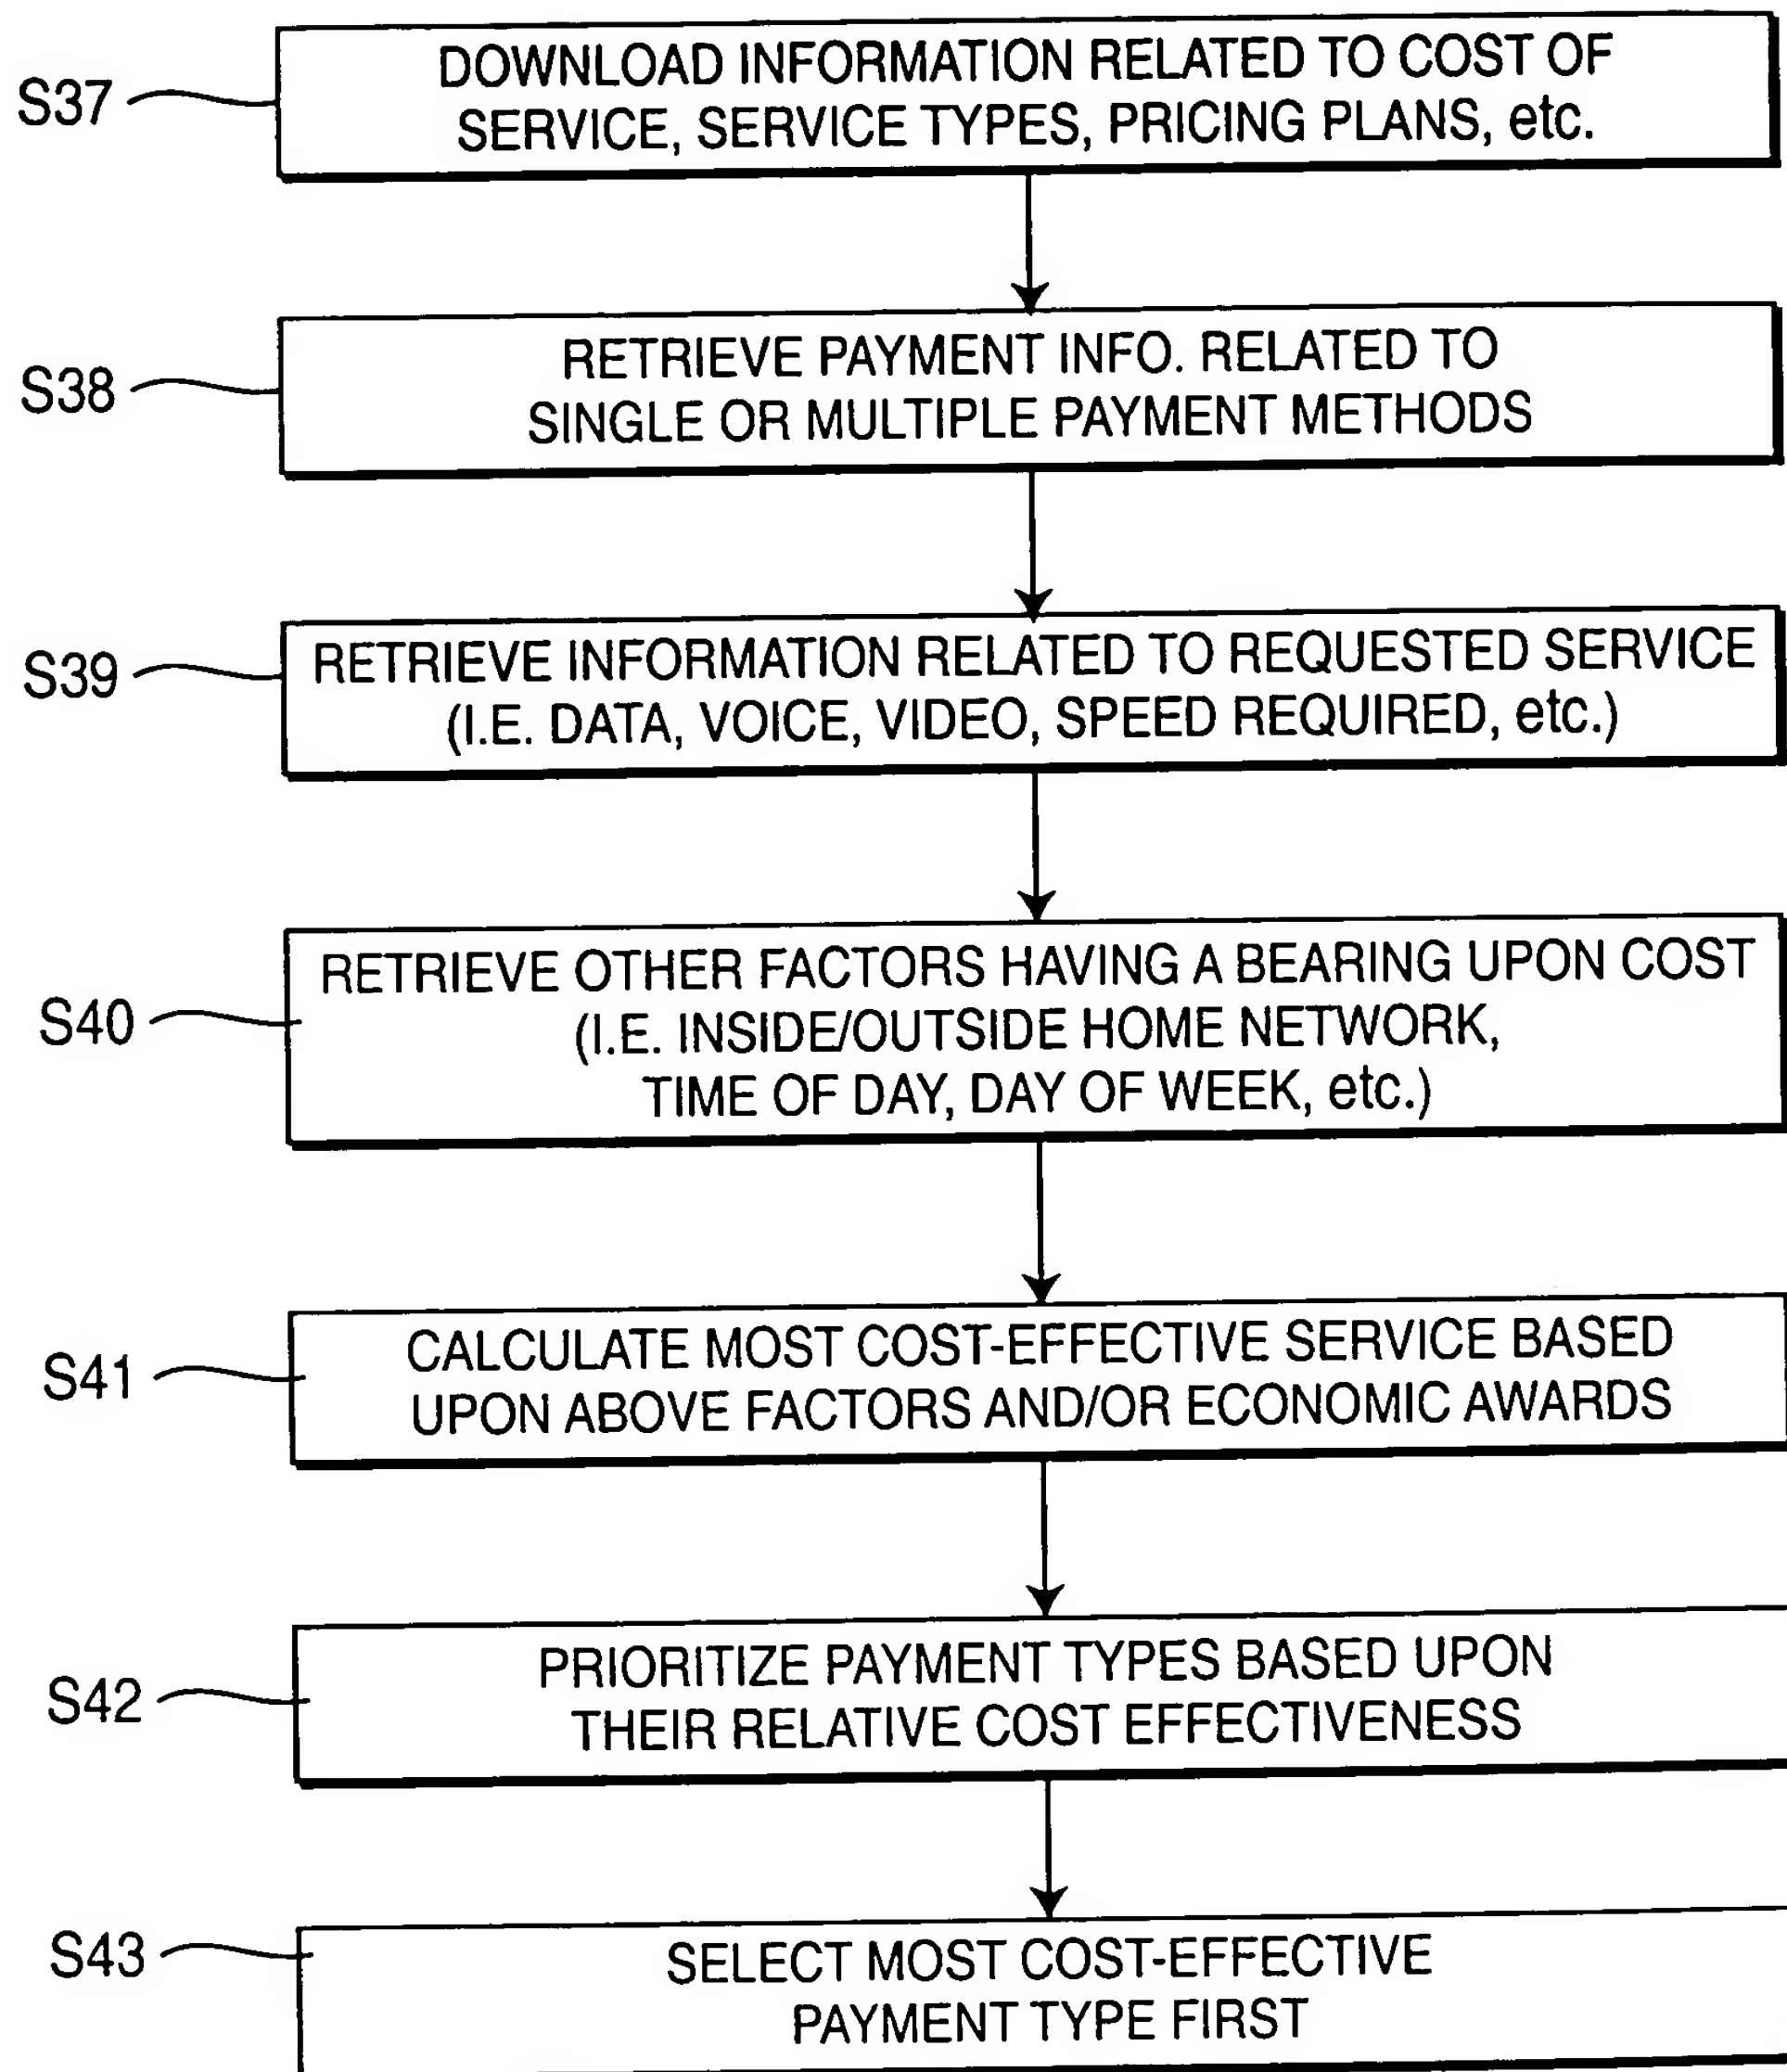 S37
DOWNLOAD INFORMATION RELATED TO COST OF
SERVICE, SERVICE TYPES, PRICING PLANS, etc.
S38
RETRIEVE PAYMENT INFO. RELATED TO
SINGLE OR MULTIPLE PAYMENT METHODS
S39
RETRIEVE INFORMATION RELATED TO REQUESTED SERVICE
(I.E. DATA, VOICE, VIDEO, SPEED REQUIRED, etc.)
S40
RETRIEVE OTHER FACTORS HAVING A BEARING UPON COST
(I.E. INSIDE/OUTSIDE HOME NETWORK,
TIME OF DAY, DAY OF WEEK, etc.)
S41
CALCULATE MOST COST-EFFECTIVE SERVICE BASED
UPON ABOVE FACTORS AND/OR ECONOMIC AWARDS
S42
PRIORITIZE PAYMENT TYPES BASED UPON
THEIR RELATIVE COST EFFECTIVENESS
S43
SELECT MOST COST-EFFECTIVE
PAYMENT TYPE FIRST